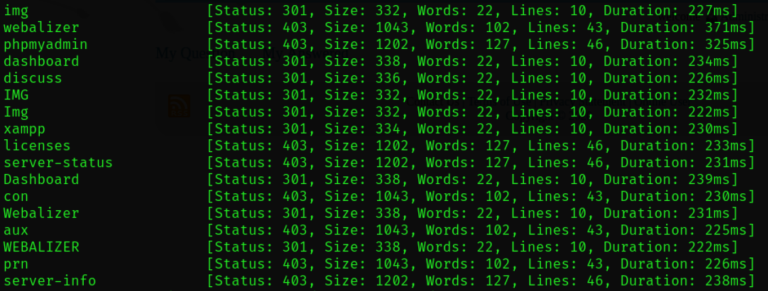 img [Status: 301, Size: 332, Words: 22, Lines: 10, Duration: 227ms]
webalizer [Status: 403, Size: 1043, Words: 102, Lines: 43, Duration: 371ms]
phpmyadmin [Status: 403, Size: 1202, Words: 127, Lines: 46, Duration: 325ms]
dashboard [Status: 301, Size: 338, Words: 22, Lines: 10, Duration: 234ms]
discuss [Status: 301, Size: 336, Words: 22, Lines: 10, Duration: 226ms]
IMG [Status: 301, Size: 332, Words: 22, Lines: 10, Duration: 232ms]
Img [Status: 301, Size: 332, Words: 22, Lines: 10, Duration: 222ms]
xampp [Status: 301, Size: 334, Words: 22, Lines: 10, Duration: 230ms]
licenses [Status: 403, Size: 1202, Words: 127, Lines: 46, Duration: 233ms]
server-status [Status: 403, Size: 1202, Words: 127, Lines: 46, Duration: 231ms]
Dashboard [Status: 301, Size: 338, Words: 22, Lines: 10, Duration: 239ms]
con [Status: 403, Size: 1043, Words: 102, Lines: 43, Duration: 230ms]
Webalizer [Status: 301, Size: 338, Words: 22, Lines: 10, Duration: 231ms]
aux [Status: 403, Size: 1043, Words: 102, Lines: 43, Duration: 225ms]
WEBALIZER [Status: 301, Size: 338, Words: 22, Lines: 10, Duration: 222ms]
prn [Status: 403, Size: 1043, Words: 102, Lines: 43, Duration: 226ms]
server-info [Status: 403, Size: 1202, Words: 127, Lines: 46, Duration: 238ms]